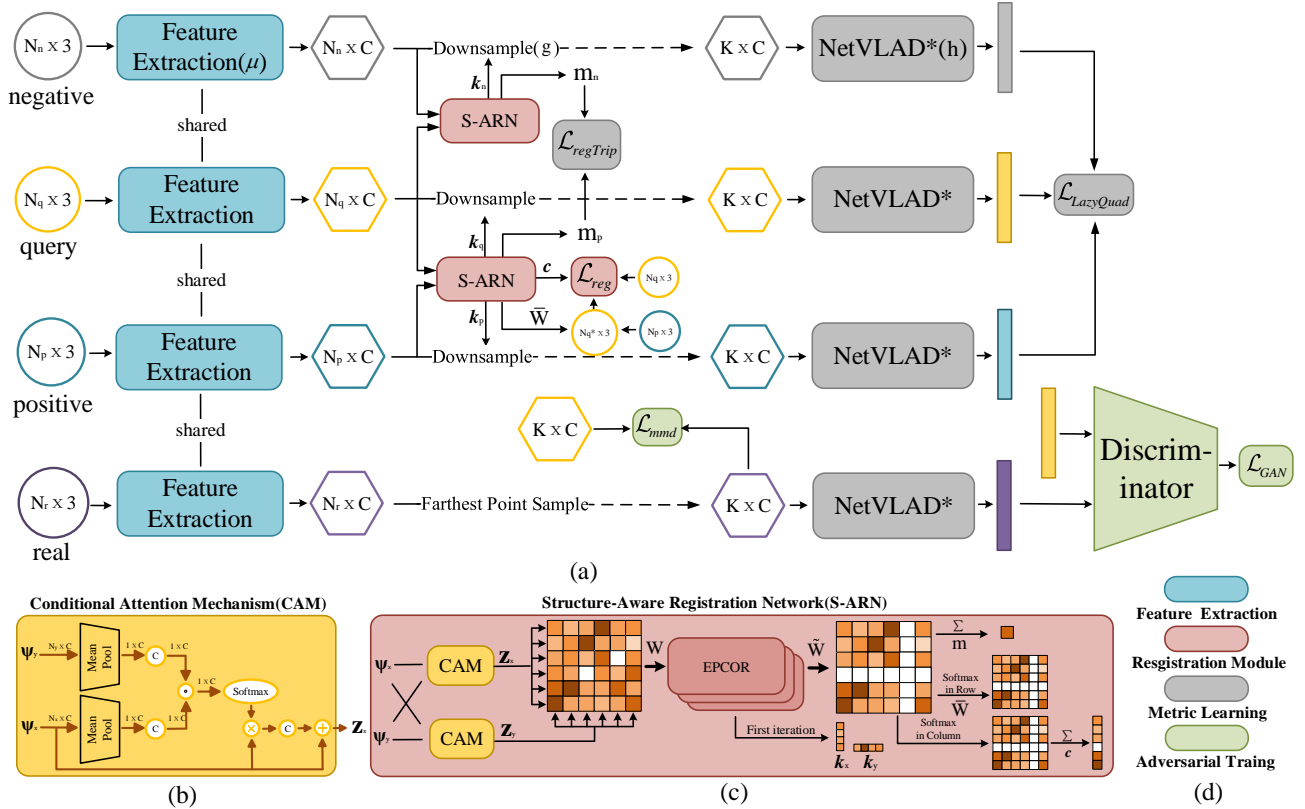 Nn x 3
negative
Feature
Extraction(μ)
Nn x C
Downsample(g)
kn
mn
S-ARN
K x C
NetVLAD*(h)
shared
LregTrip
Nq x 3
query
Feature
Extraction
Nq x C
Downsample
K x C
NetVLAD*
LLazyQuad
kq
mp
S-ARN
c
Lreg
Nq x 3
shared
kp
W̅
Nq* x 3
Np x 3
Np x 3
positive
Feature
Extraction
Np x C
Downsample
K x C
NetVLAD*
shared
K x C
Lmmd
Discrim-
inator
LGAN
Nr x 3
real
Feature
Extraction
Nr x C
Farthest Point Sample
K x C
NetVLAD*
(a)
Conditional Attention Mechanism(CAM)
ψy
Ny x C
Mean
Pool
1 x C
C
1 x C
1 x C
Softmax
ψx
Nx x C
Mean
Pool
1 x C
C
1 x C
×
C
+
Zx
(b)
Structure-Aware Registration Network(S-ARN)
ψx
CAM
Zx
ψy
CAM
Zy
W
EPCOR
W̃
First iteration
kx
ky
Σ
m
Softmax
in Row
W̅
Softmax
in Column
Σ
c
(c)
Feature Extraction
Resgistration Module
Metric Learning
Adversarial Traing
(d)